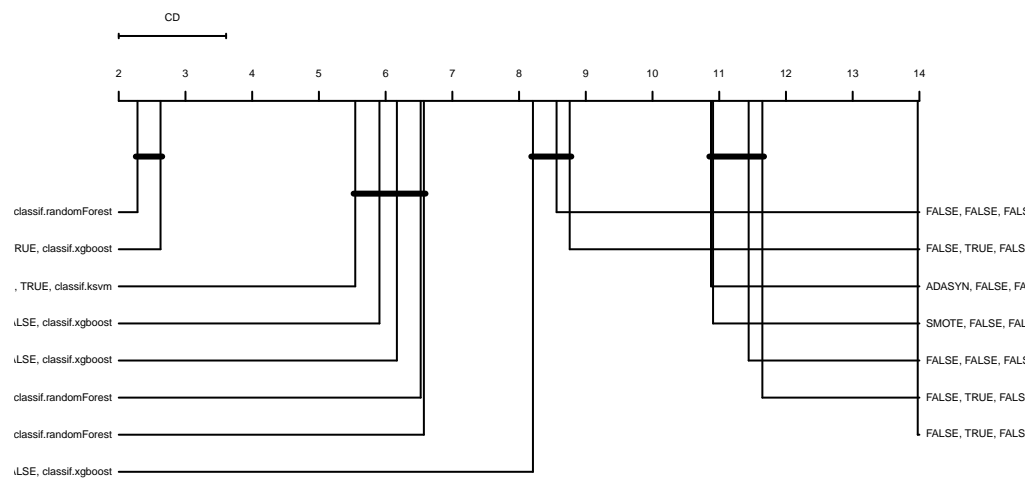 CD
2 3 4 5 6 7 8 9 10 11 12 13 14
classif.randomForest
RUE, classif.xgboost
, TRUE, classif.ksvm
LSE, classif.xgboost
LSE, classif.xgboost
classif.randomForest
classif.randomForest
ALSE, classif.xgboost
FALSE, FALSE, FALS
FALSE, TRUE, FALS
ADASYN, FALSE, FA
SMOTE, FALSE, FAL
FALSE, FALSE, FALS
FALSE, TRUE, FALS
FALSE, TRUE, FALS